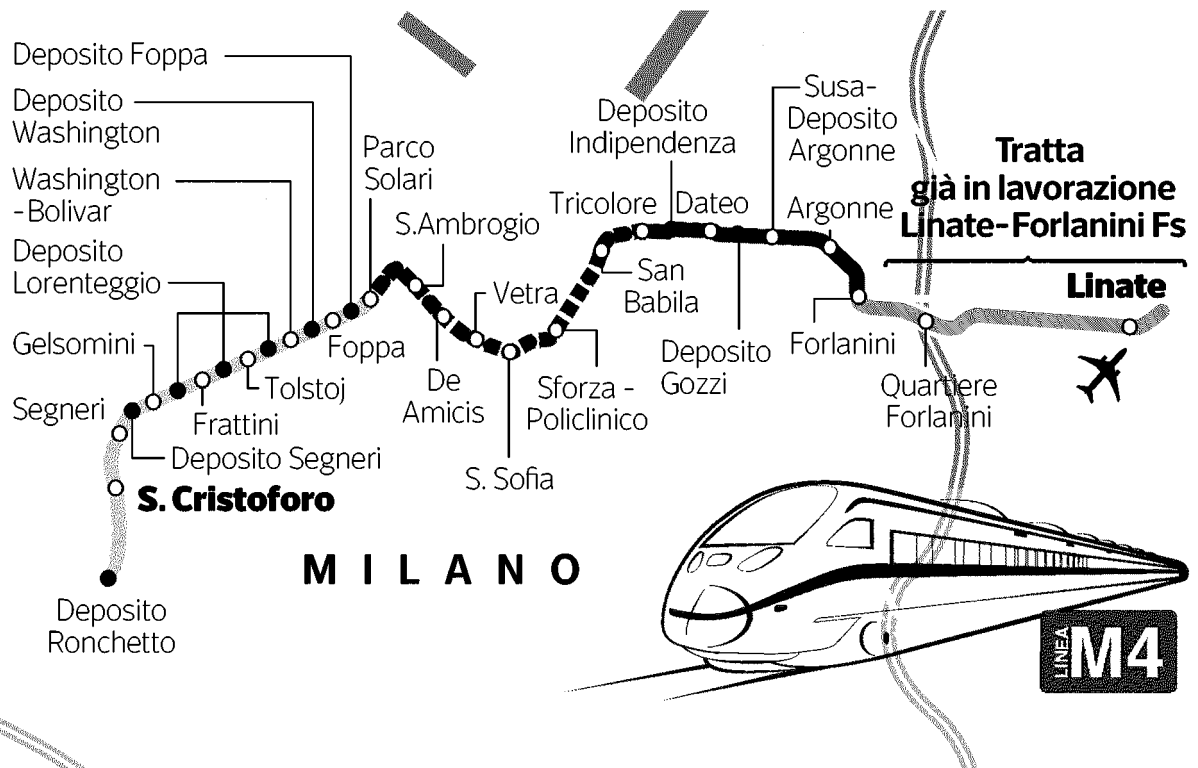 Deposito Foppa
Deposito
Washington
Washington
-Bolivar
Deposito
Lorenteggio
Gelsomini
Segneri
Parco
Solari
S.Ambrogio
Vetra
Foppa
Tolstoj
Frattini
Deposito Segneri
S. Cristoforo
Deposito
Ronchetto
De
Amicis
S. Sofia
Sforza -
Policlinico
San
Babila
Tricolore
Deposito
Indipendenza
Dateo
Susa-
Deposito
Argonne
Argonne
Deposito
Gozzi
Forlanini
Tratta
già in lavorazione
Linate-Forlanini Fs
Linate
Quartiere
Forlanini
MILANO
LINEA
M4